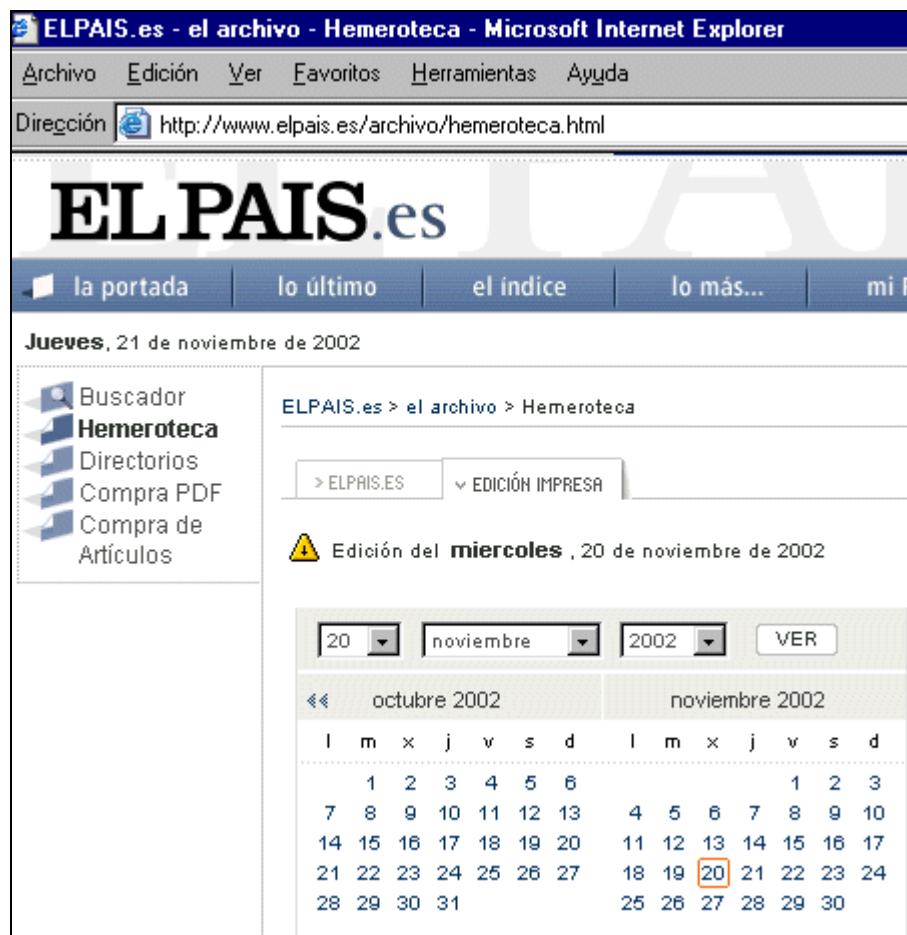 ELPAIS.es - el archivo - Hemeroteca - Microsoft Internet Explorer
Archivo Edición Ver Favoritos Herramientas Ayuda
Dirección http://www.elpais.es/archivo/hemeroteca.html
EL PAIS.es
la portada lo último el índice lo más... mi
Jueves, 21 de noviembre de 2002
Buscador
Hemeroteca
Directorios
Compra PDF
Compra de
Artículos
ELPAIS.es > el archivo > Hemeroteca
> ELPAIS.ES EDICIÓN IMPRESA
Edición del miercoles , 20 de noviembre de 2002
20 noviembre 2002 VER
octubre 2002 noviembre 2002
l m x j v s d l m x j v s d
1 2 3 4 5 6 1 2 3
7 8 9 10 11 12 13 4 5 6 7 8 9 10
14 15 16 17 18 19 20 11 12 13 14 15 16 17
21 22 23 24 25 26 27 18 19 20 21 22 23 24
28 29 30 31 25 26 27 28 29 30